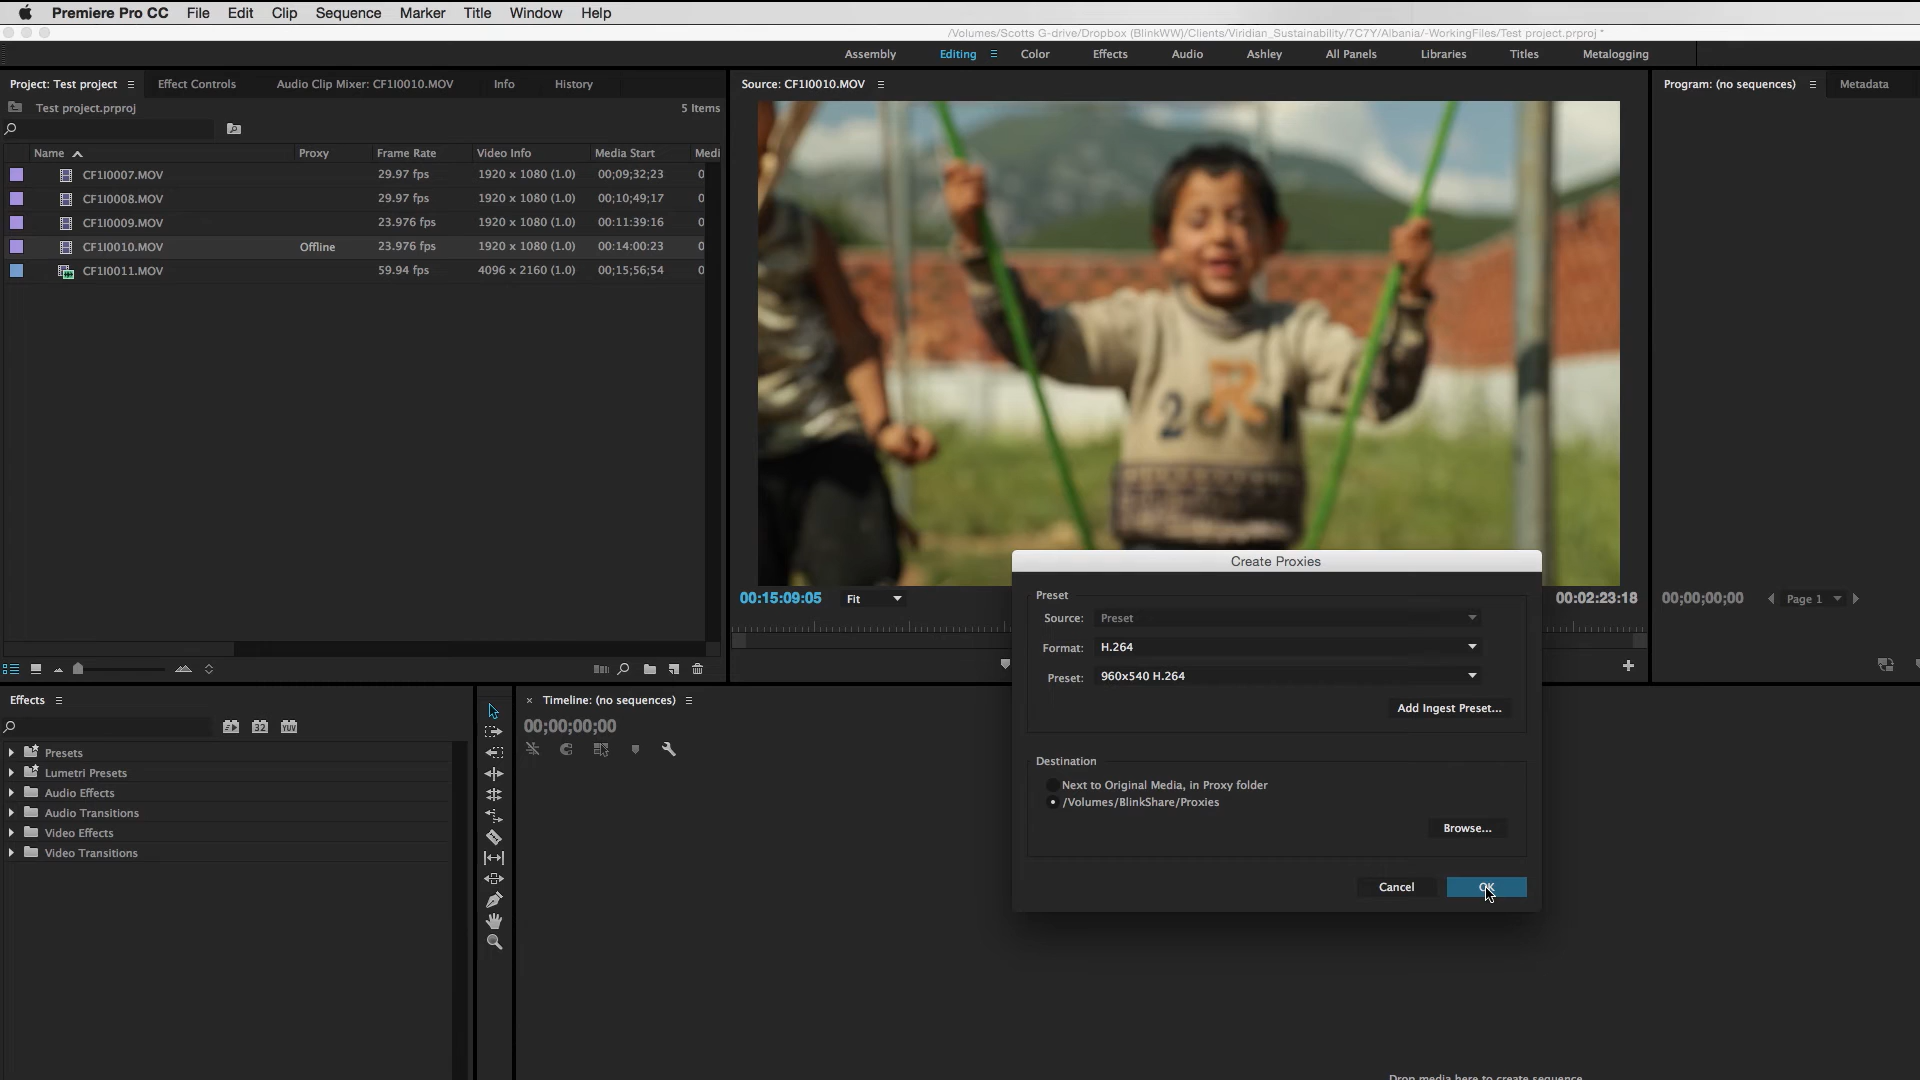 Premiere Pro CC File Edit Clip Sequence Marker Title Window Help
/Volumes/Scotts G-drive/Dropbox (BlinkWW)/Clients/Viridian_Sustainability/7C7Y/Albania/-WorkingFiles/Test project.prproj *
Assembly Editing Color Effects Audio Ashley All Panels Libraries Titles Metalogging
Project: Test project Effect Controls Audio Clip Mixer: CF1I0010.MOV Info History
Test project.prproj 5 Items
Name Proxy Frame Rate Video Info Media Start Medi
CF1I0007.MOV 29.97 fps 1920 x 1080 (1.0) 00;09;32;23 0
CF1I0008.MOV 29.97 fps 1920 x 1080 (1.0) 00;10;49;17 0
CF1I0009.MOV 23.976 fps 1920 x 1080 (1.0) 00:11:39:16 0
CF1I0010.MOV Offline 23.976 fps 1920 x 1080 (1.0) 00:14:00:23 0
CF1I0011.MOV 59.94 fps 4096 x 2160 (1.0) 00;15;56;54 0
Source: CF1I0010.MOV
R
2 1
00:15:09:05 Fit 00:02:23:18
Program: (no sequences) Metadata
00;00;00;00 Page 1
Create Proxies
Preset
Source: Preset
Format: H.264
Preset: 960x540 H.264
Add Ingest Preset...
Destination
Next to Original Media, in Proxy folder
/Volumes/BlinkShare/Proxies
Browse...
Cancel OK
Effects
32 YUV
Presets
Lumetri Presets
Audio Effects
Audio Transitions
Video Effects
Video Transitions
× Timeline: (no sequences)
00;00;00;00
Drop media here to create sequence.